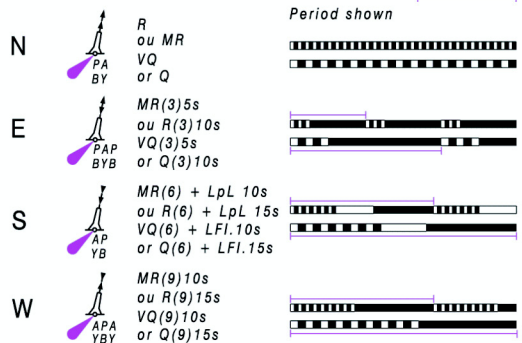 Period shown
N
R
ou MR
VQ
or Q
PA
BY
E
MR(3)5s
ou R(3)10s
VQ(3)5s
or Q(3)10s
PAP
BYB
S
MR(6) + LpL 10s
ou R(6) + LpL 15s
VQ(6) + LFl.10s
or Q(6) + LFl.15s
AP
YB
W
MR(9)10s
ou R(9)15s
VQ(9)10s
or Q(9)15s
APA
YBY